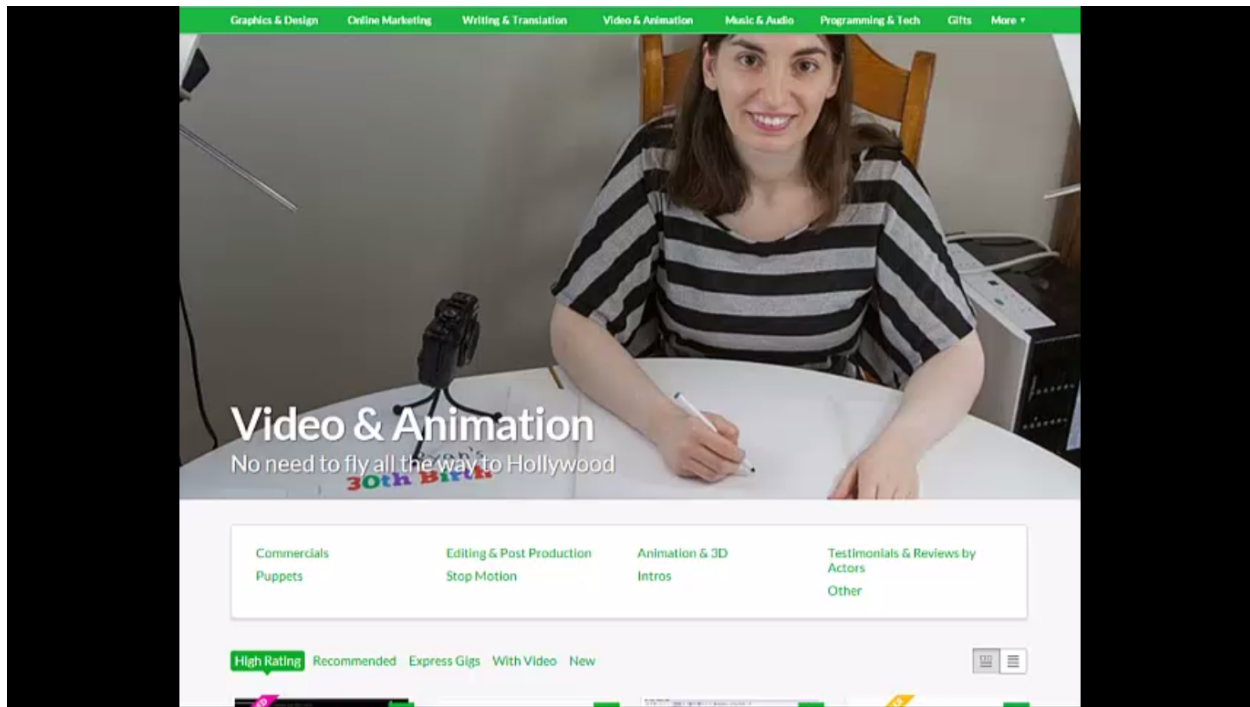 Graphics & Design Online Marketing Writing & Translation Video & Animation Music & Audio Programming & Tech Gifts More
Video & Animation
No need to fly all the way to Hollywood
30th Birth
Commercials Editing & Post Production Animation & 3D Testimonials & Reviews by
Actors
Puppets Stop Motion Intros
Other
High Rating Recommended Express Gigs With Video New